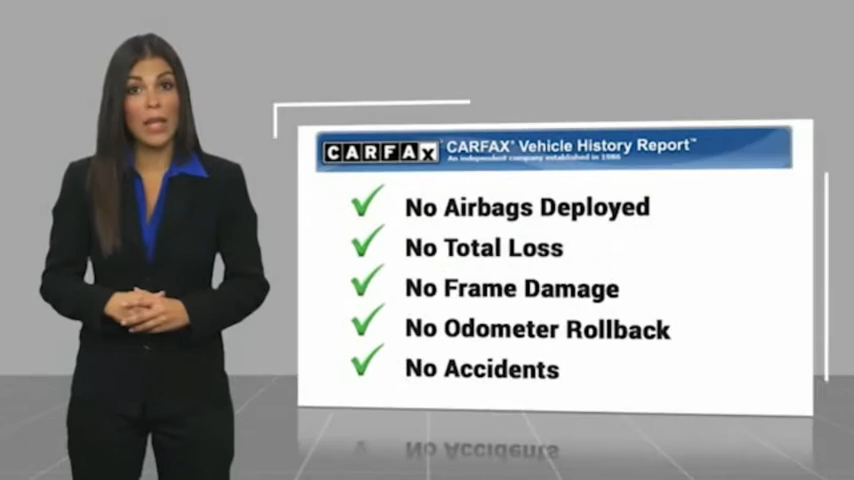 CARFAX CARFAX® Vehicle History Report™
An independent company established in 1986
No Airbags Deployed
No Total Loss
No Frame Damage
No Odometer Rollback
No Accidents